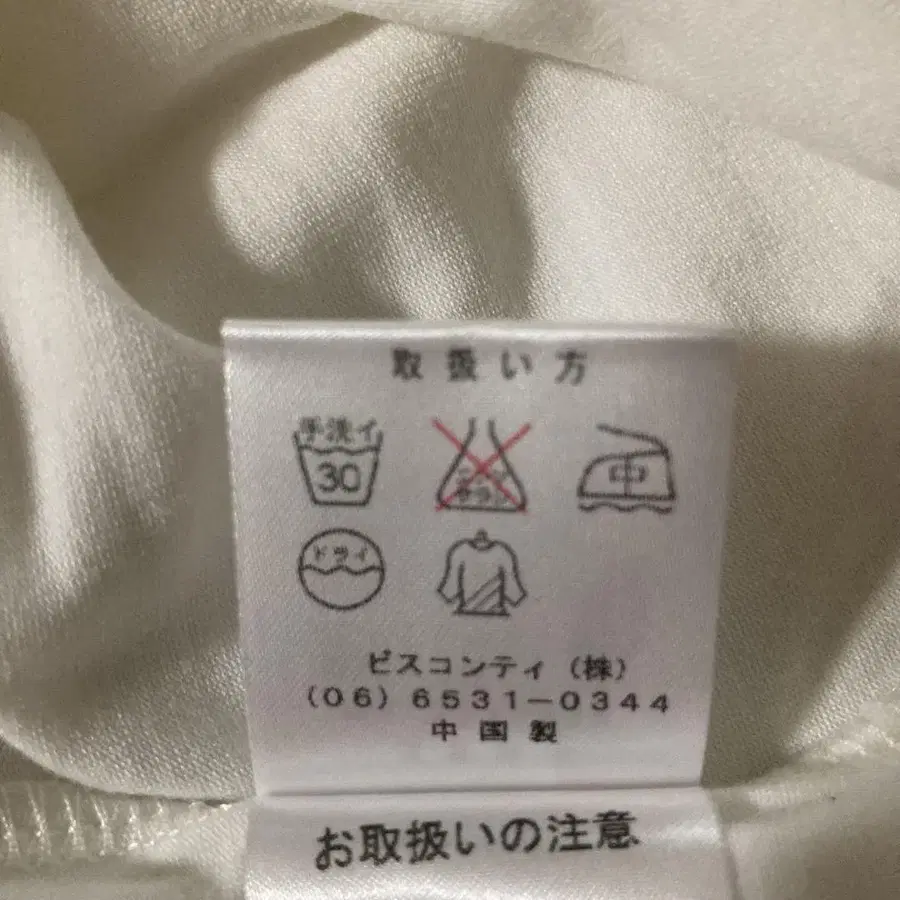 取扱い方
手洗イ
30
中
ドライ
ビスコンティ(株)
(06)6531-0344
中国製
お取扱いの注意